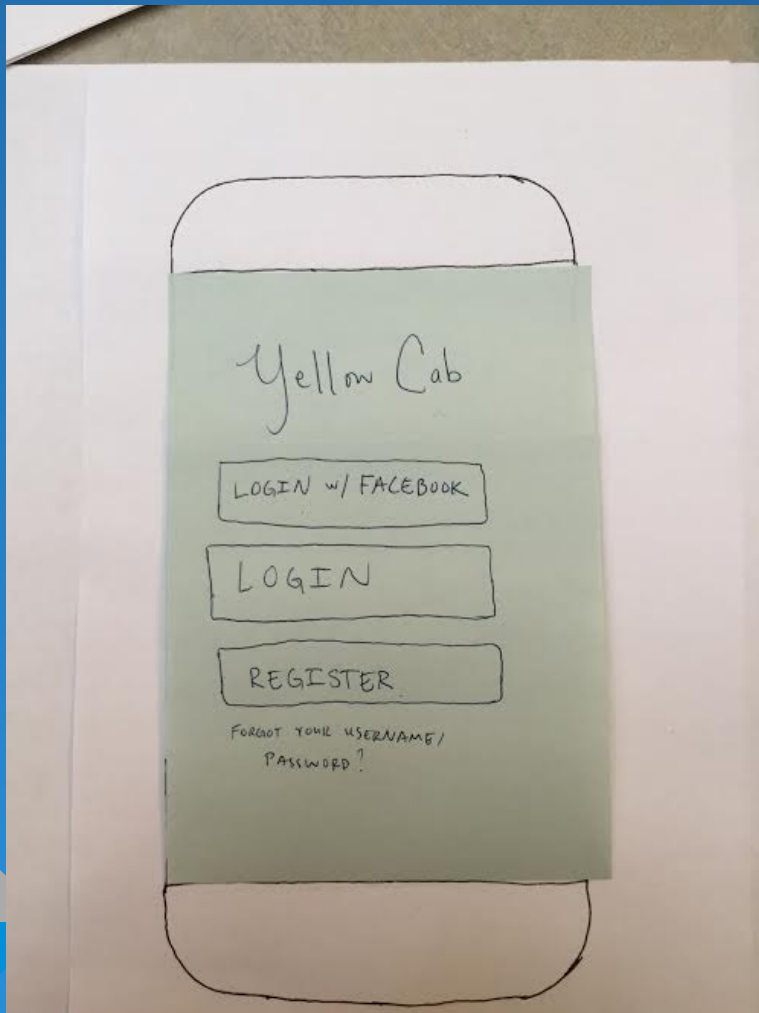 Yellow Cab
LOGIN w/ FACEBOOK
LOGIN
REGISTER
FORGOT YOUR USERNAME/
PASSWORD?